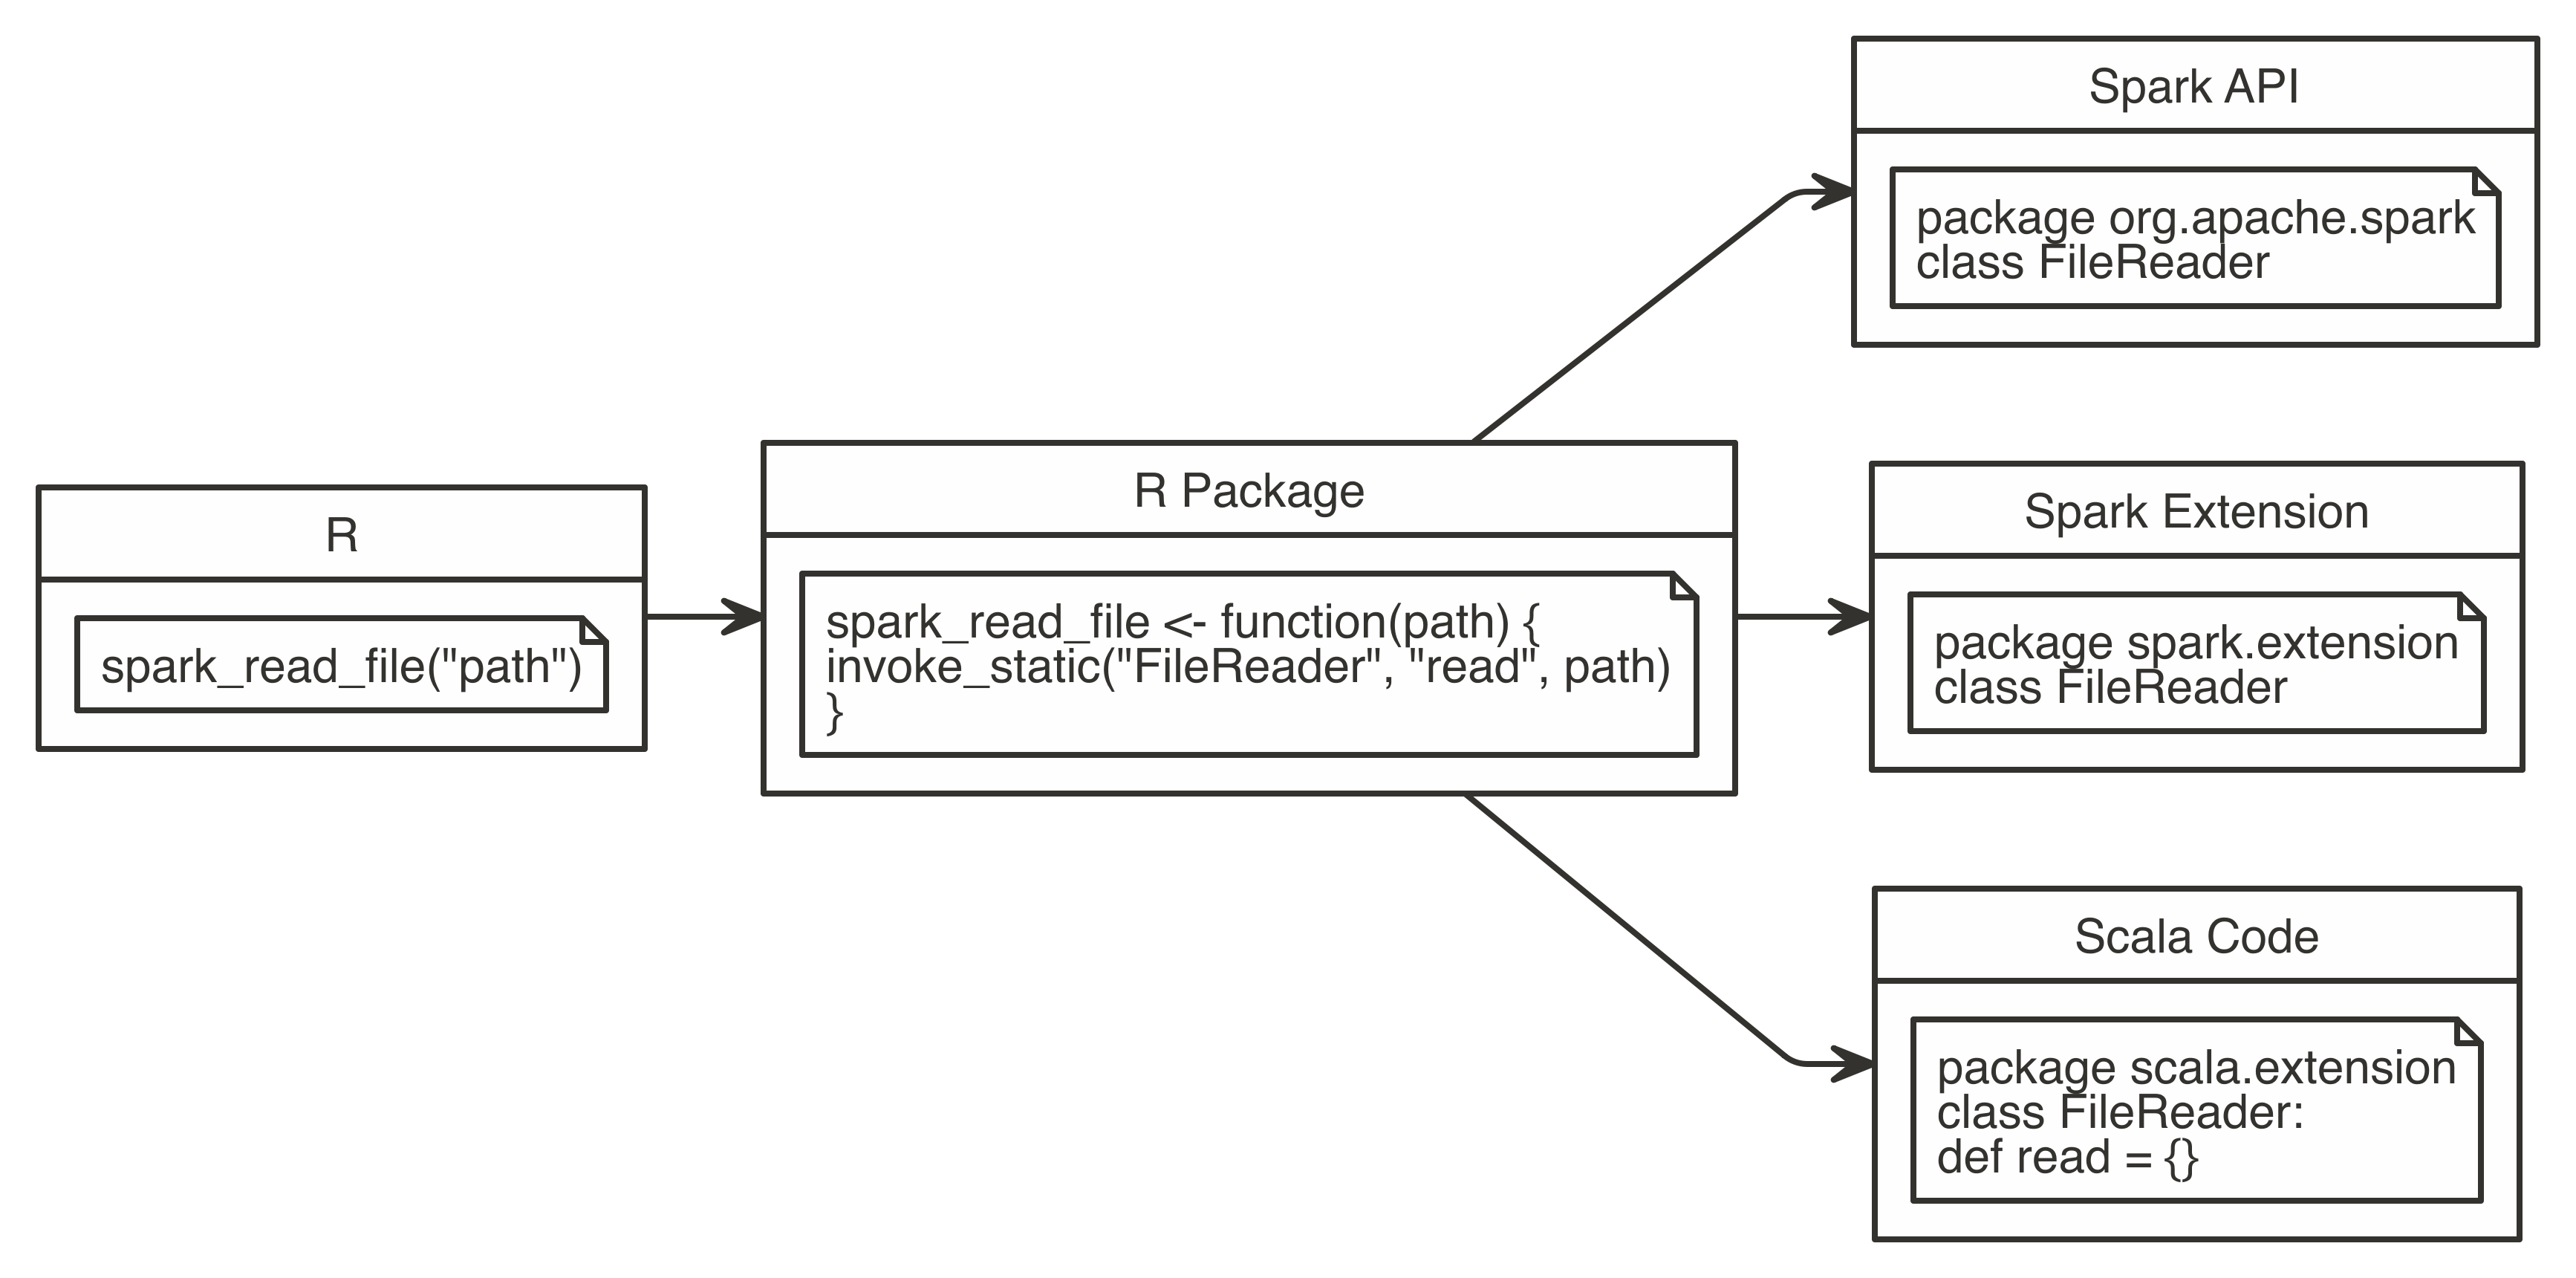 R
spark_read_file("path")
R Package
spark_read_file <- function(path) {
invoke_static("FileReader", "read", path)
}
Spark API
package org.apache.spark
class FileReader
Spark Extension
package spark.extension
class FileReader
Scala Code
package scala.extension
class FileReader:
def read = {}